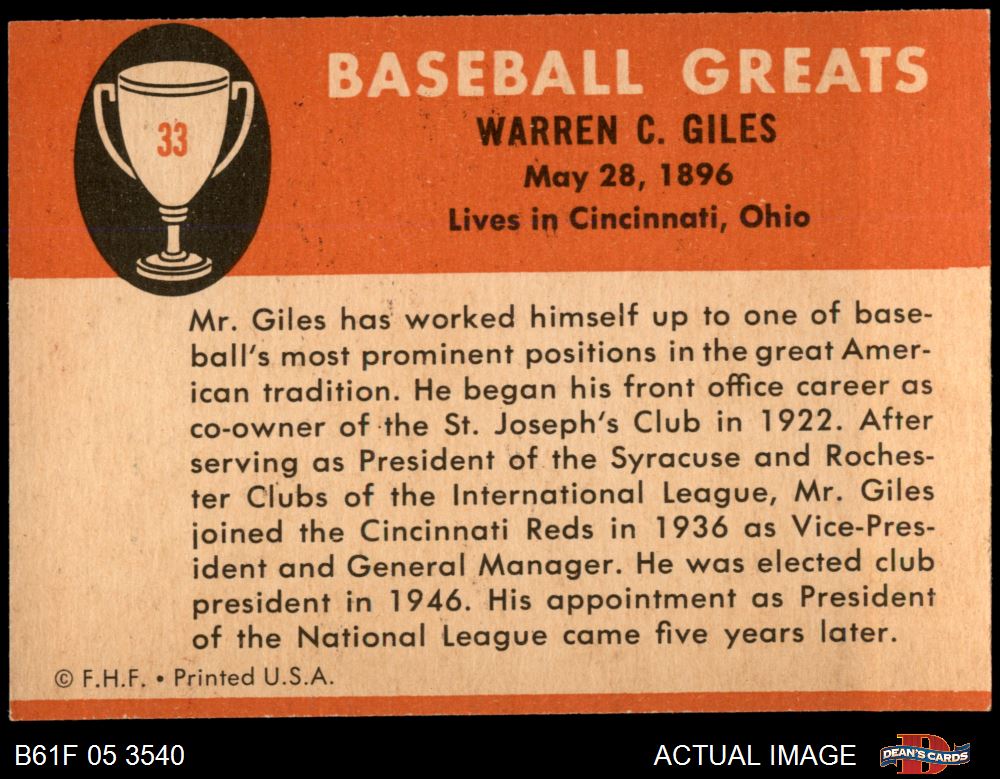 33
BASEBALL GREATS
WARREN C. GILES
May 28, 1896
Lives in Cincinnati, Ohio
Mr. Giles has worked himself up to one of base-
ball's most prominent positions in the great Amer-
ican tradition. He began his front office career as
co-owner of the St. Joseph's Club in 1922. After
serving as President of the Syracuse and Roches-
ter Clubs of the International League, Mr. Giles
joined the Cincinnati Reds in 1936 as Vice-Pres-
ident and General Manager. He was elected club
president in 1946. His appointment as President
of the National League came five years later.
© F.H.F. • Printed U.S.A.
B61F 05 3540
ACTUAL IMAGE
D
DEAN'S CARDS